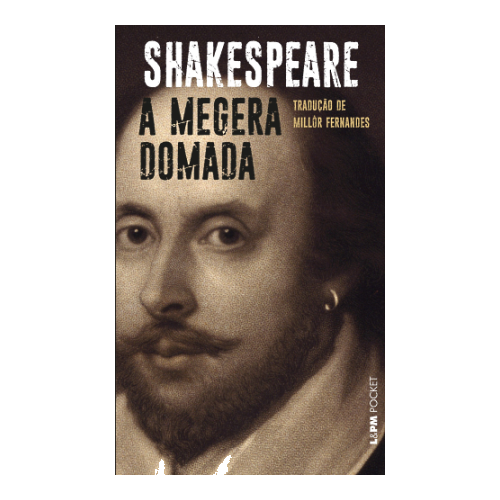 SHAKESPEARE
A MEGERA
DOMADA
TRADUÇÃO DE
MILLÔR FERNANDES
L&PM POCKET